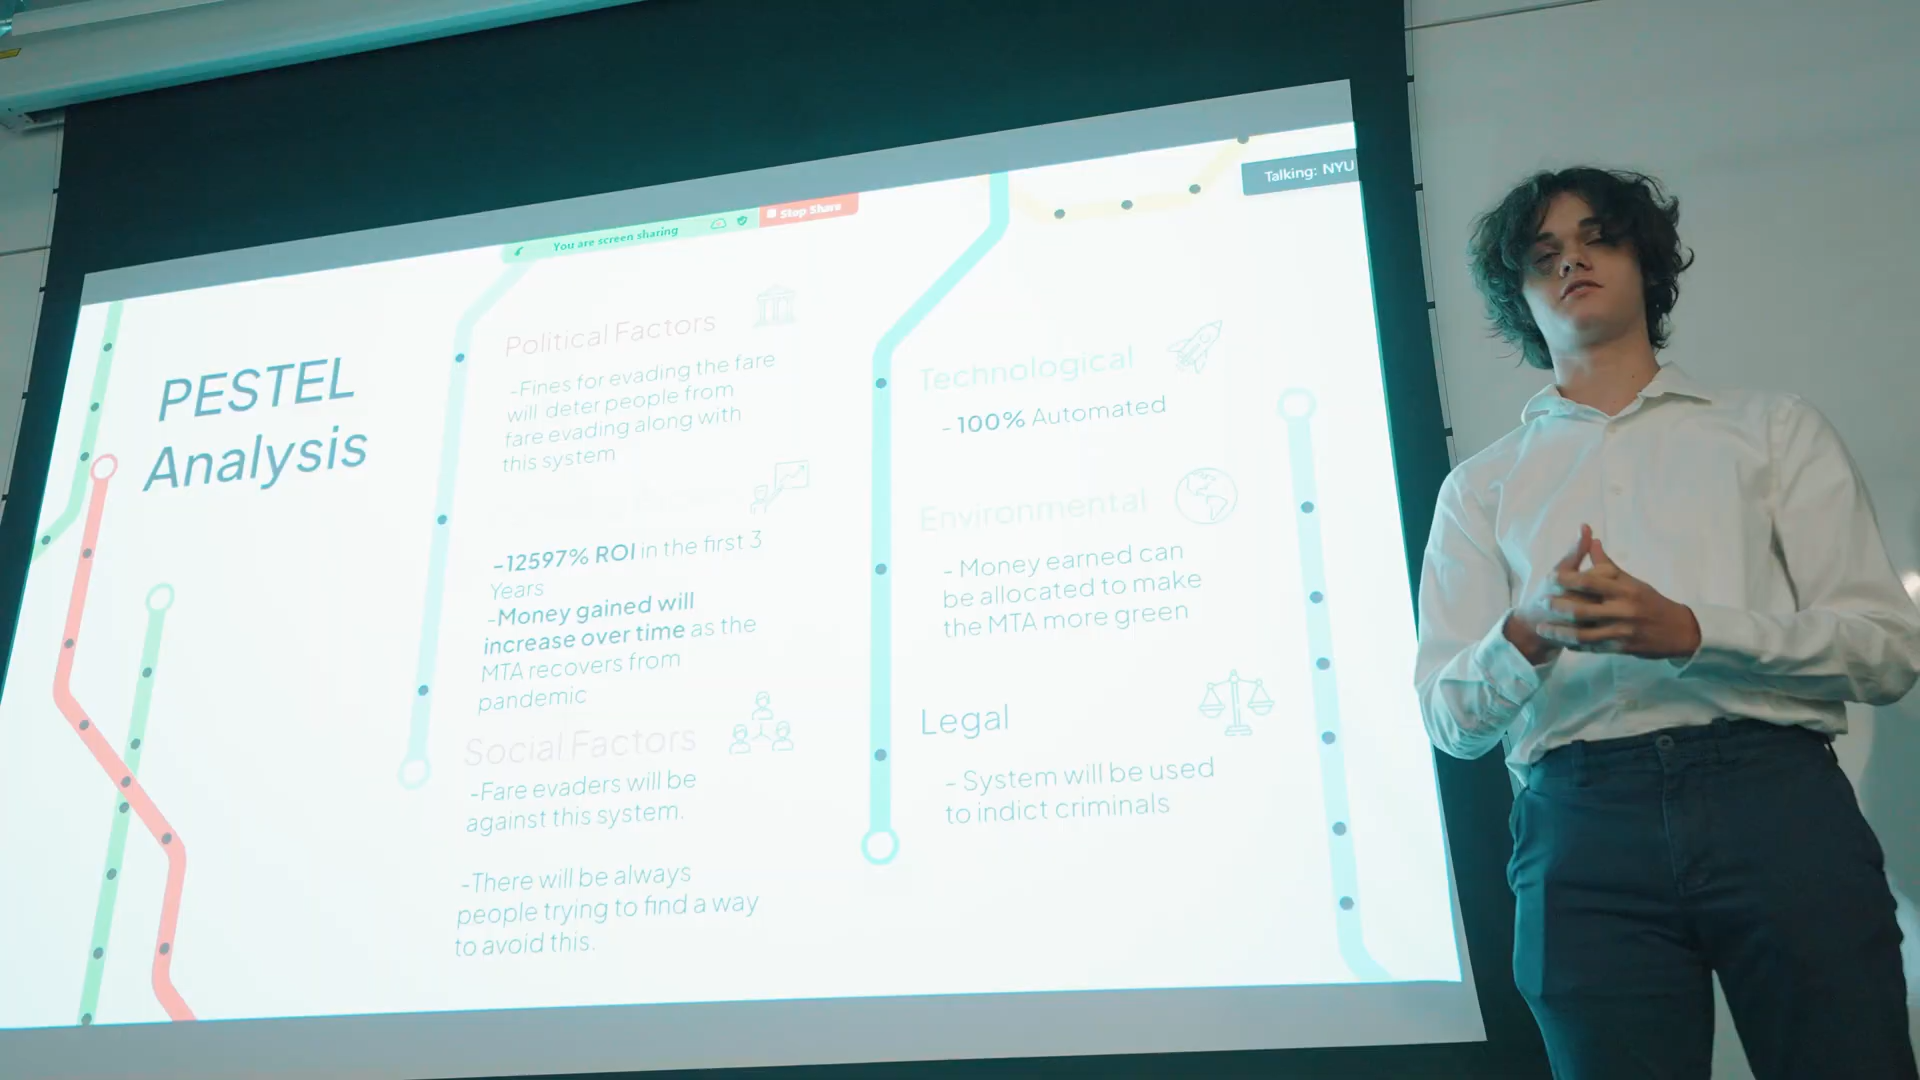 You are screen sharing
Stop Share
Talking: NYU
PESTEL
Analysis
Political Factors
-Fines for evading the fare
will deter people from
fare evading along with
this system
-12597% ROI in the first 3
Years
-Money gained will
increase over time as the
MTA recovers from
pandemic
Social Factors
-Fare evaders will be
against this system.
-There will be always
people trying to find a way
to avoid this.
Technological
- 100% Automated
Environmental
- Money earned can
be allocated to make
the MTA more green
Legal
- System will be used
to indict criminals